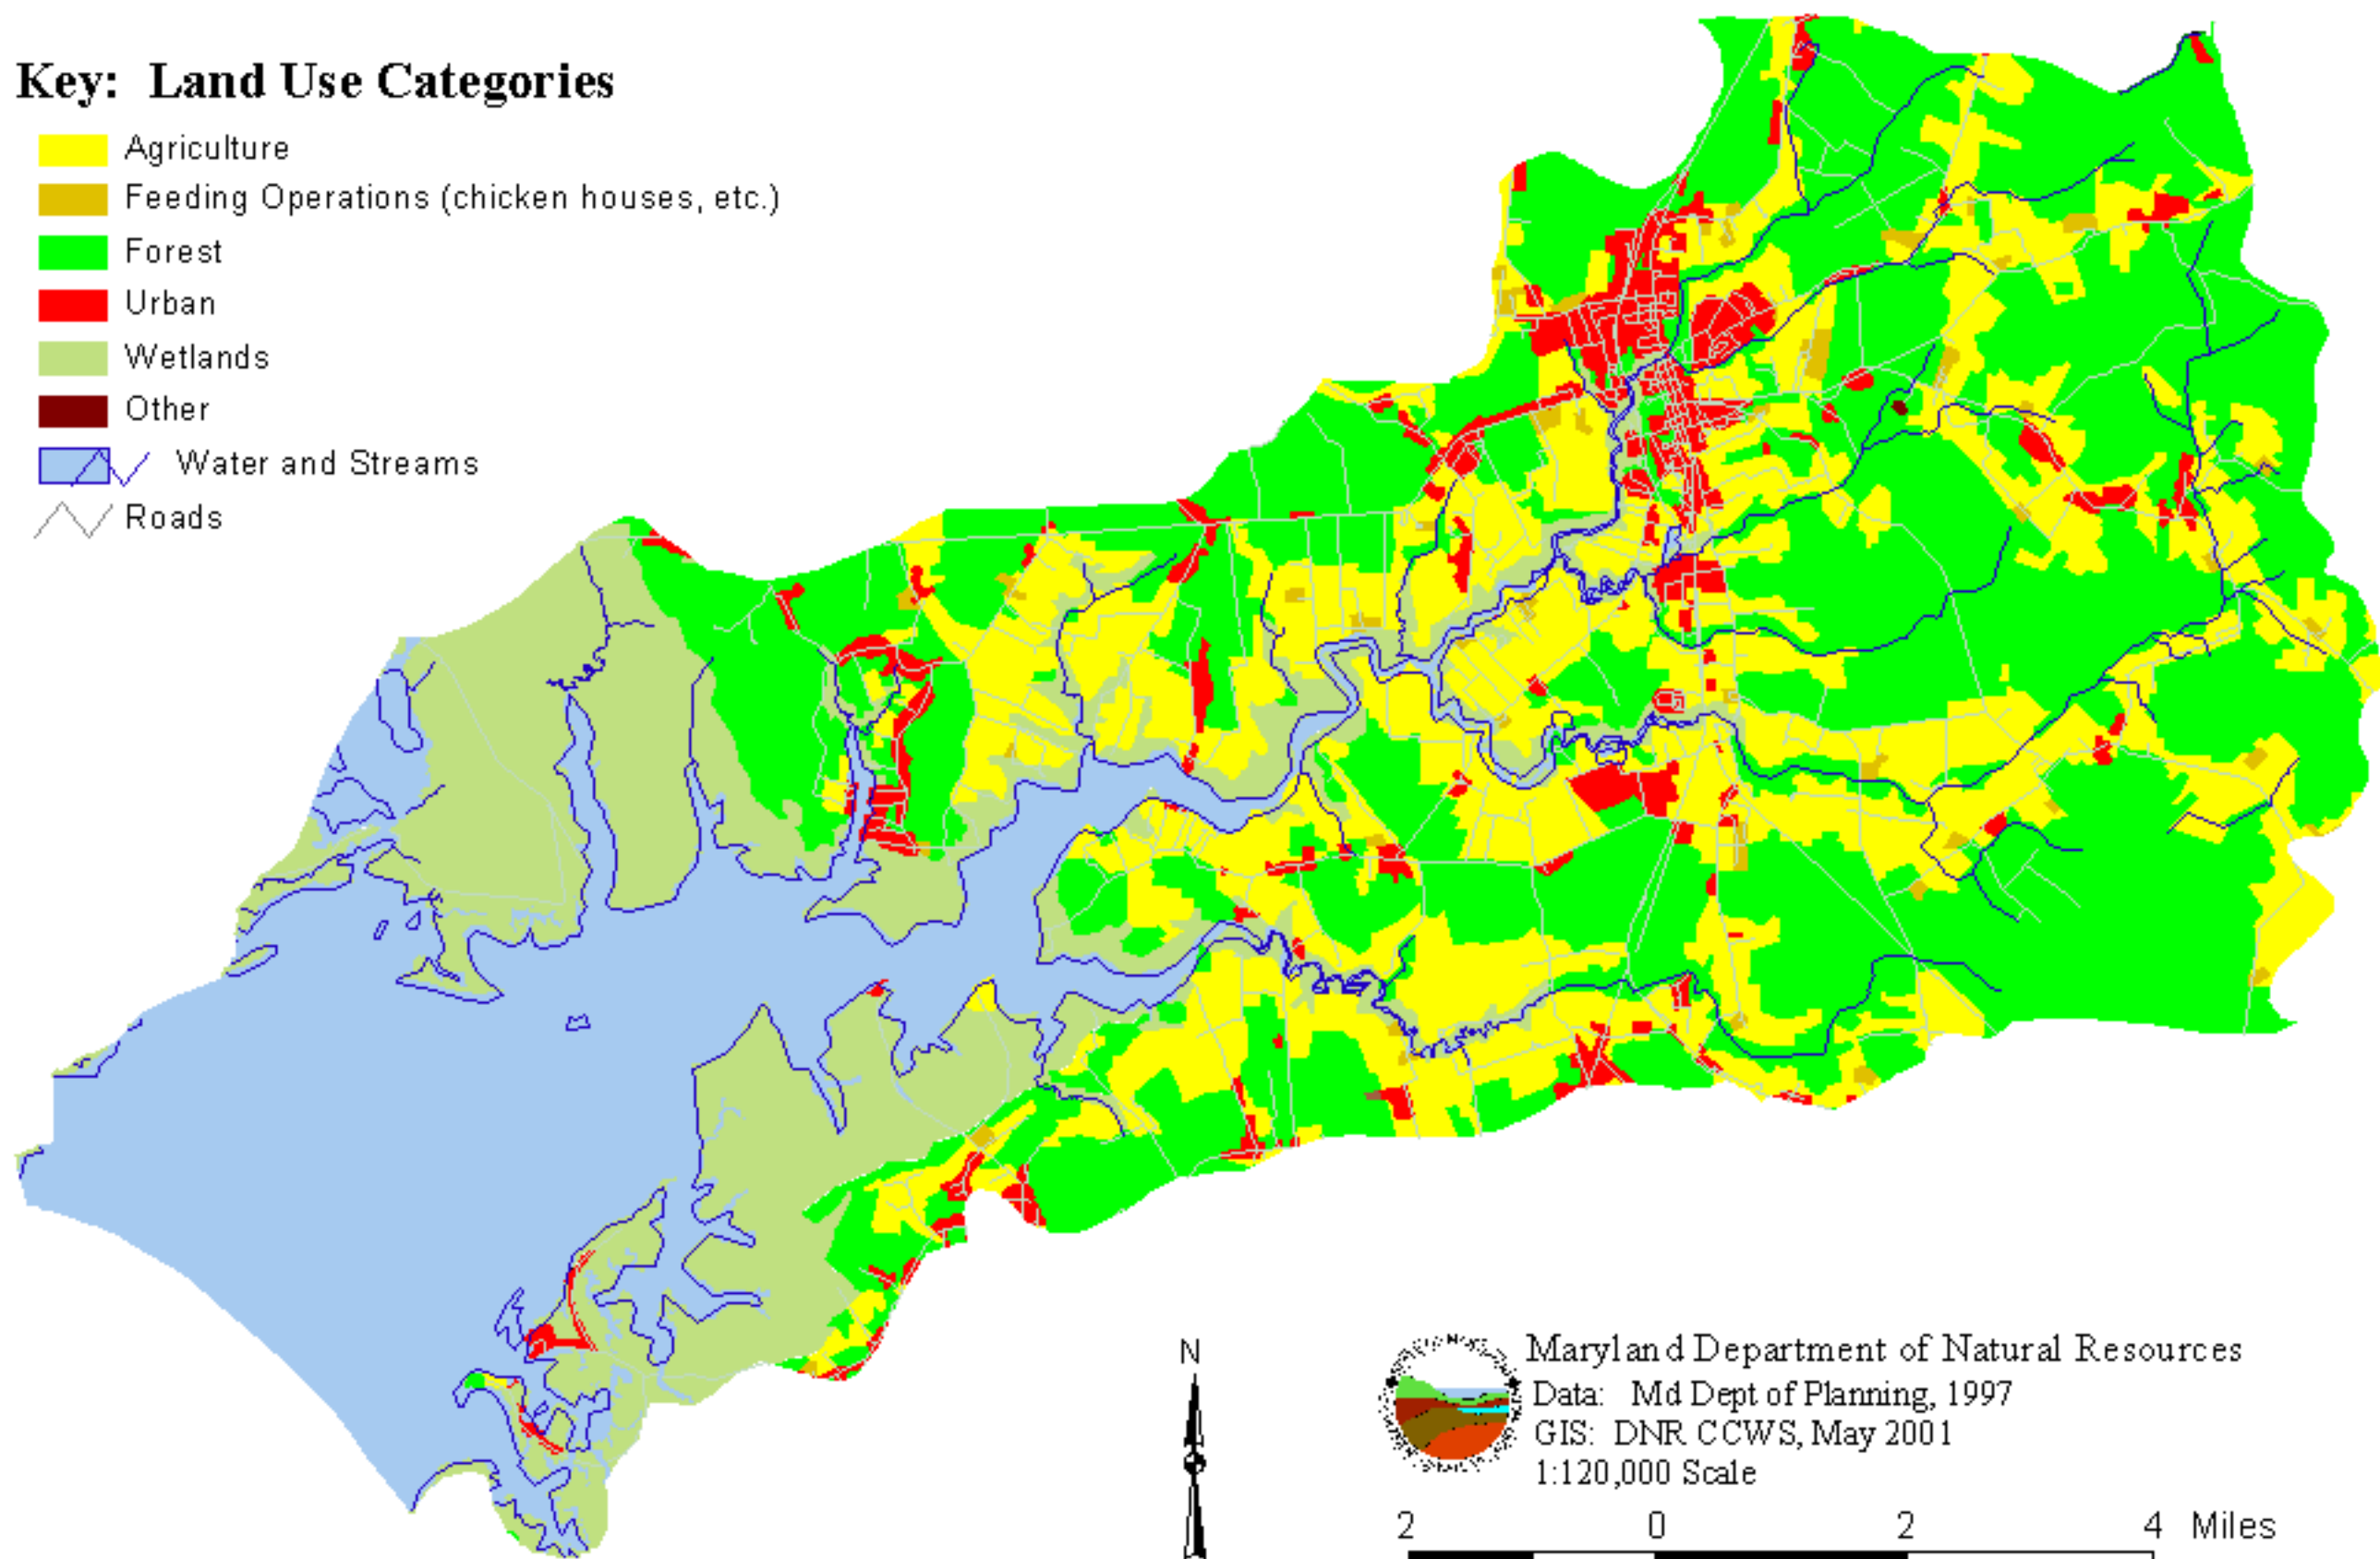 Key: Land Use Categories
Agriculture
Feeding Operations (chicken houses, etc.)
Forest
Urban
Wetlands
Other
Water and Streams
Roads
N
Maryland Department of Natural Resources
Data: Md Dept of Planning, 1997
GIS: DNR CCWS, May 2001
1:120,000 Scale
2 0 2 4 Miles